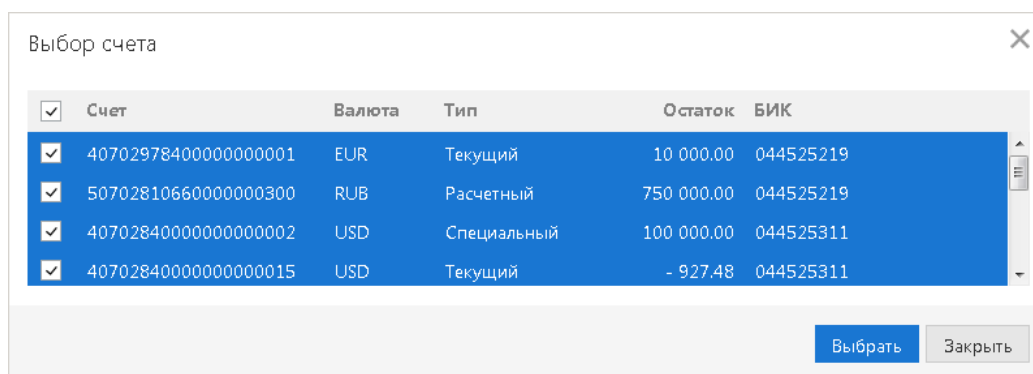 Выбор счета
Счет Валюта Тип Остаток БИК
40702978400000000001 EUR Текущий 10 000.00 044525219
50702810660000000300 RUB Расчетный 750 000.00 044525219
40702840000000000002 USD Специальный 100 000.00 044525311
40702840000000000015 USD Текущий - 927.48 044525311
Выбрать Закрыть